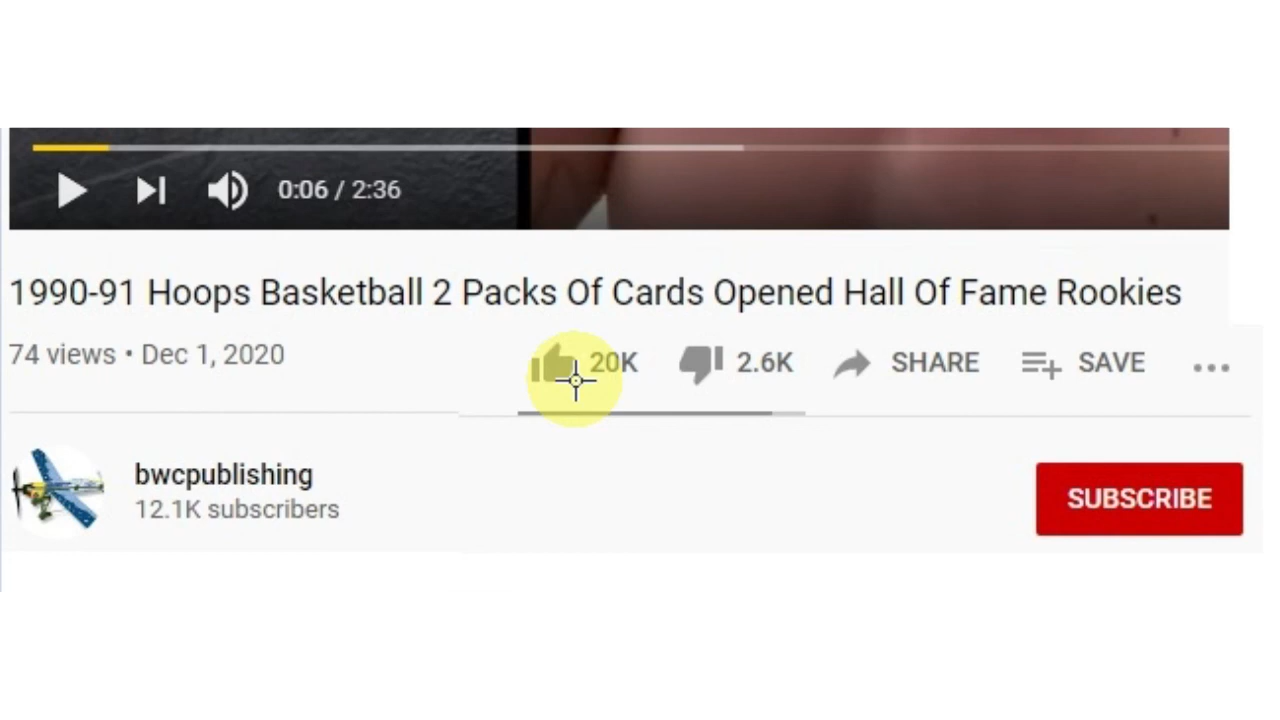 0:06 / 2:36
1990-91 Hoops Basketball 2 Packs Of Cards Opened Hall Of Fame Rookies
74 views • Dec 1, 2020 20K 2.6K SHARE SAVE
bwcpublishing
12.1K subscribers
SUBSCRIBE